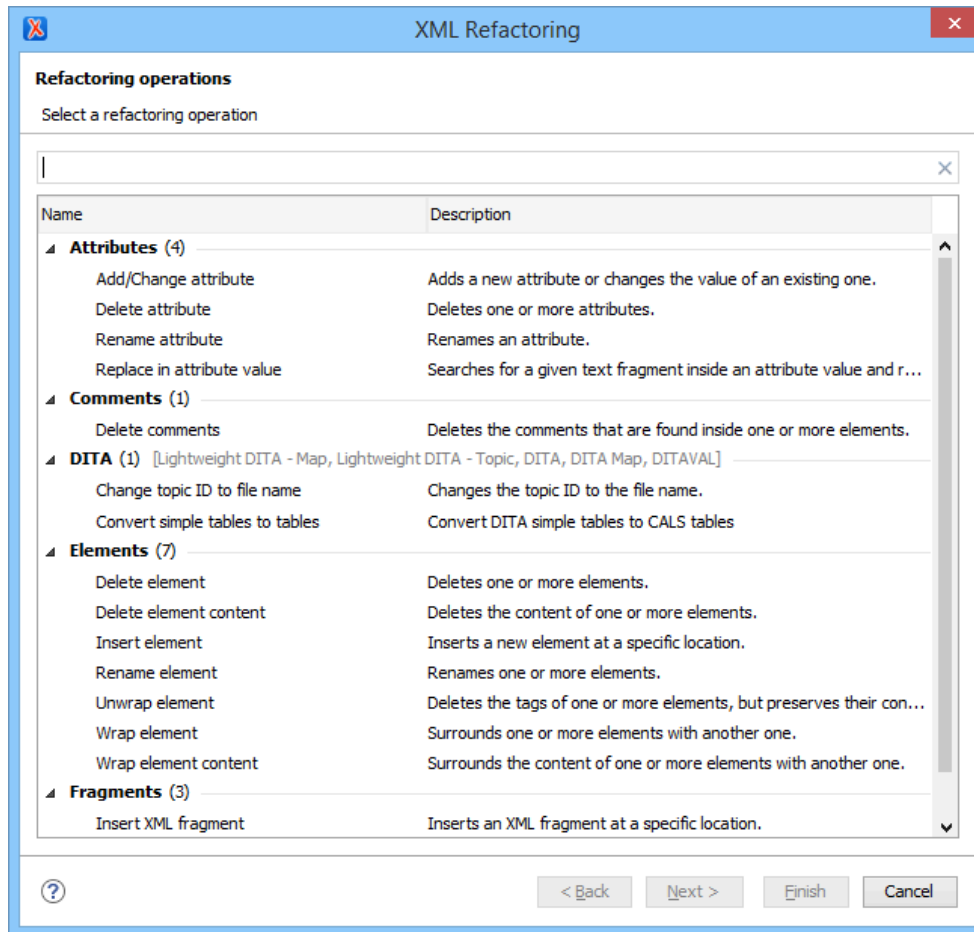 XML Refactoring
Refactoring operations
Select a refactoring operation
Name Description
Attributes (4)
Add/Change attribute Adds a new attribute or changes the value of an existing one.
Delete attribute Deletes one or more attributes.
Rename attribute Renames an attribute.
Replace in attribute value Searches for a given text fragment inside an attribute value and r...
Comments (1)
Delete comments Deletes the comments that are found inside one or more elements.
DITA (1) [Lightweight DITA - Map, Lightweight DITA - Topic, DITA, DITA Map, DITAVAL]
Change topic ID to file name Changes the topic ID to the file name.
Convert simple tables to tables Convert DITA simple tables to CALS tables
Elements (7)
Delete element Deletes one or more elements.
Delete element content Deletes the content of one or more elements.
Insert element Inserts a new element at a specific location.
Rename element Renames one or more elements.
Unwrap element Deletes the tags of one or more elements, but preserves their con...
Wrap element Surrounds one or more elements with another one.
Wrap element content Surrounds the content of one or more elements with another one.
Fragments (3)
Insert XML fragment Inserts an XML fragment at a specific location.
? < Back Next > Finish Cancel